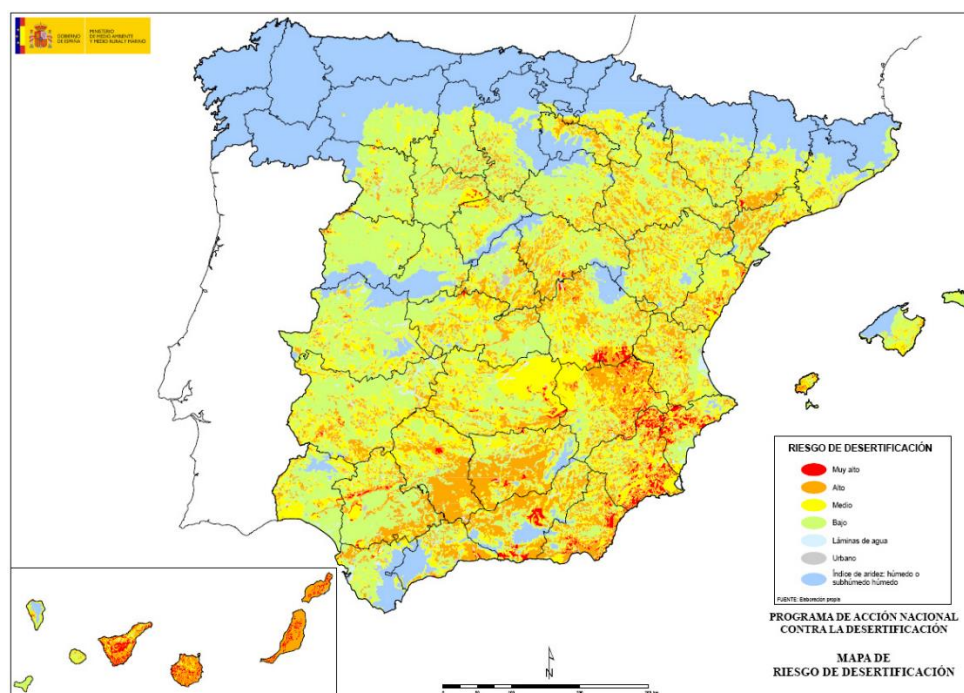 GOBIERNO
DE ESPAÑA
MINISTERIO
DE MEDIO AMBIENTE
Y MEDIO RURAL Y MARINO
RIESGO DE DESERTIFICACIÓN
Muy alto
Alto
Medio
Bajo
Láminas de agua
Urbano
Índice de aridez: húmedo o
subhúmedo húmedo
FUENTE: Elaboración propia
PROGRAMA DE ACCIÓN NACIONAL
CONTRA LA DESERTIFICACIÓN
MAPA DE
RIESGO DE DESERTIFICACIÓN
N